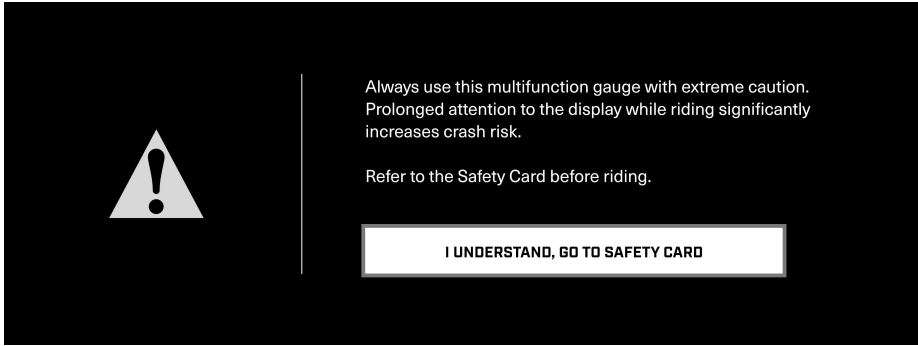 Always use this multifunction gauge with extreme caution.
Prolonged attention to the display while riding significantly
increases crash risk.
Refer to the Safety Card before riding.
I UNDERSTAND, GO TO SAFETY CARD